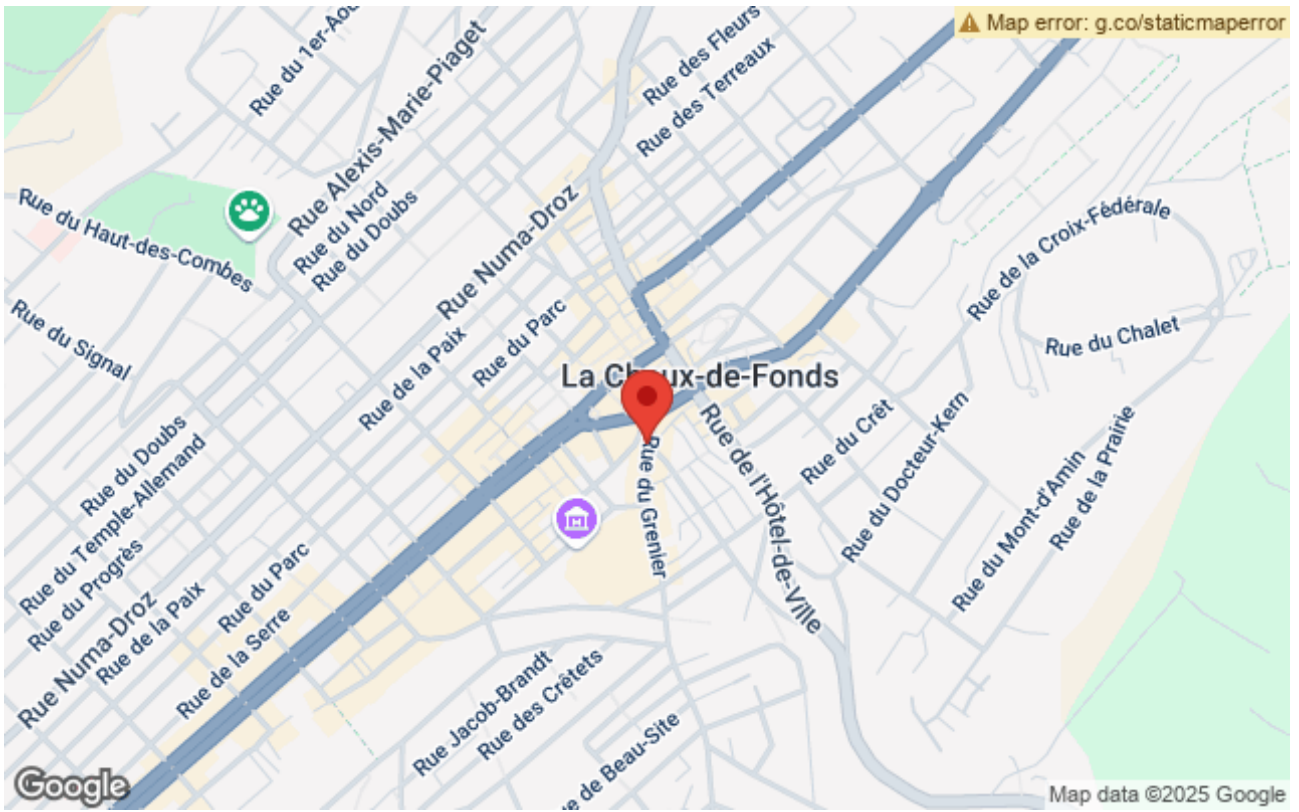 Map error: g.co/staticmaperror
Rue du 1er-Aoû
Rue Alexis-Marie-Piaget
Rue des Fleurs
Rue des Terreaux
Rue du Haut-des-Combes
Rue du Nord
Rue du Doubs
Rue Numa-Droz
Rue de la Croix-Fédérale
Rue du Signal
Rue de la Paix
Rue du Parc
Rue du Chalet
La Chaux-de-Fonds
Rue du Doubs
Rue du Temple-Allemand
Rue du Progrès
Rue Numa-Droz
Rue de la Paix
Rue du Parc
Rue de la Serre
Rue du Grenier
Rue de l'Hôtel-de-Ville
Rue du Crêt
Rue du Docteur-Kern
Rue du Mont-d'Amin
Rue de la Prairie
Rue Jacob-Brandt
Rue des Crêtets
e de Beau-Site
Google
Map data ©2025 Google